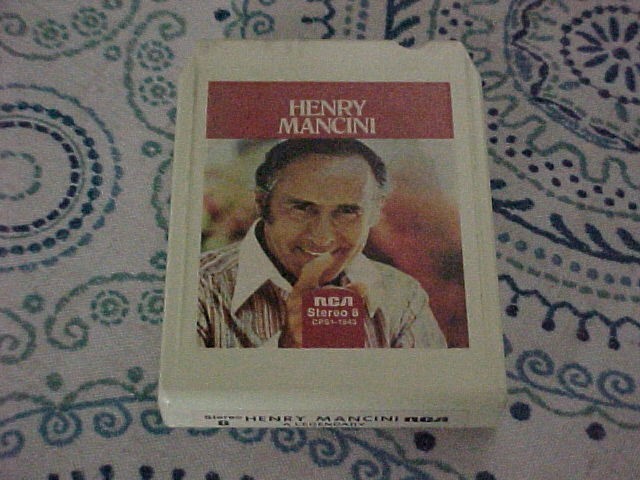 HENRY
MANCINI
RCA
Stereo 8
CPS1-1843
Stereo 8 HENRY MANCINI RCA
A LEGENDARY